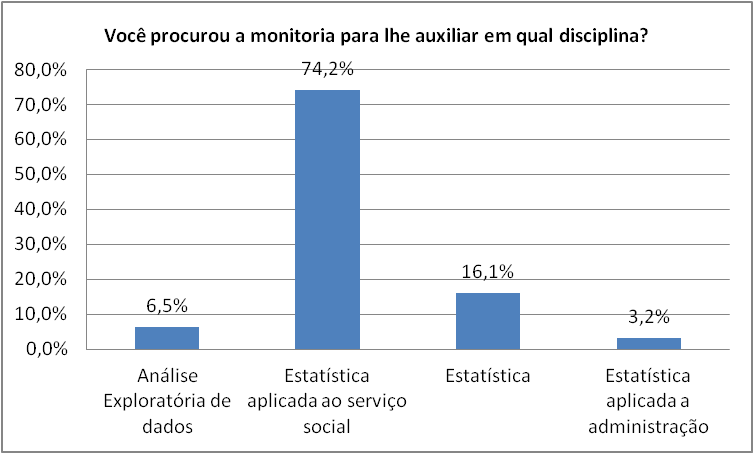 Você procurou a monitoria para lhe auxiliar em qual disciplina?
80,0%
70,0%
60,0%
50,0%
40,0%
30,0%
20,0%
10,0%
0,0%
6,5%
74,2%
16,1%
3,2%
Análise
Exploratória de
dados
Estatística
aplicada ao serviço
social
Estatística
Estatística
aplicada a
administração